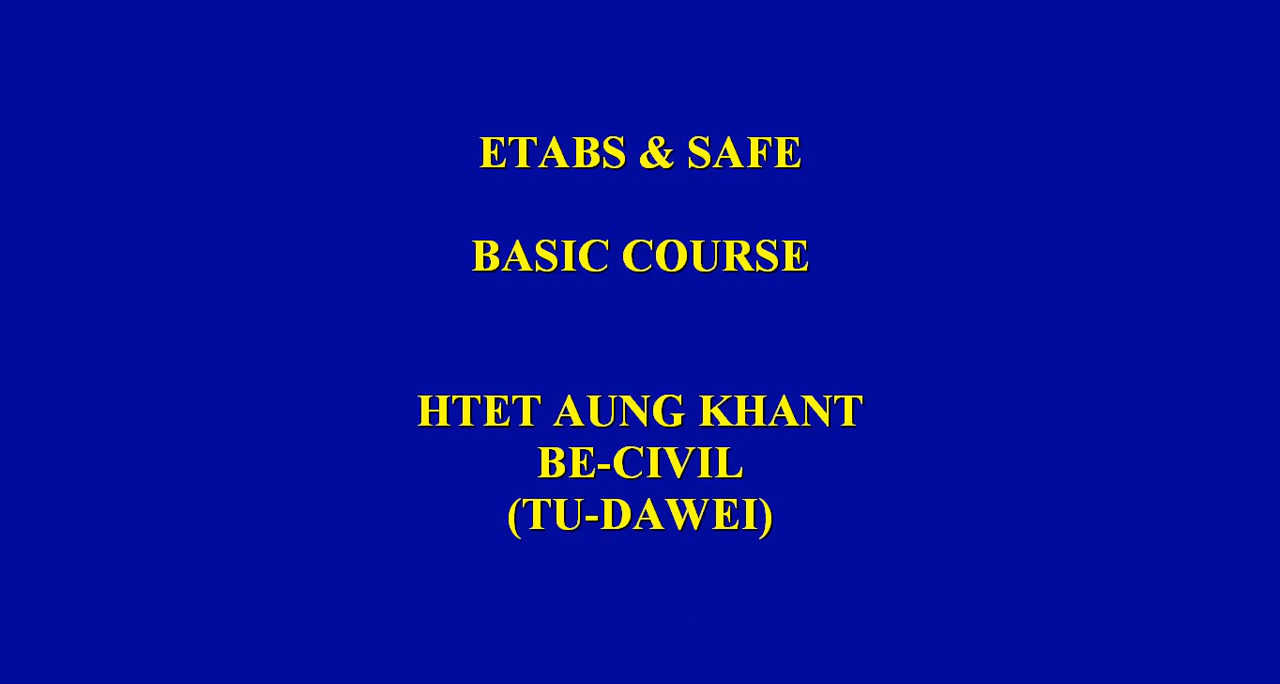 ETABS & SAFE
BASIC COURSE
HTET AUNG KHANT
BE-CIVIL
(TU-DAWEI)